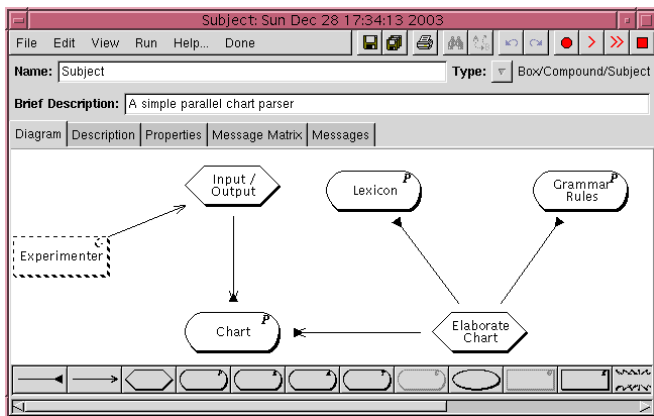 Subject: Sun Dec 28 17:34:13 2003
File Edit View Run Help... Done
Name: Subject Type: Box/Compound/Subject
Brief Description: A simple parallel chart parser
Diagram Description Properties Message Matrix Messages
Input /
Output
Lexicon
P
Grammar
Rules
P
Experimenter
C
Chart
P
Elaborate
Chart